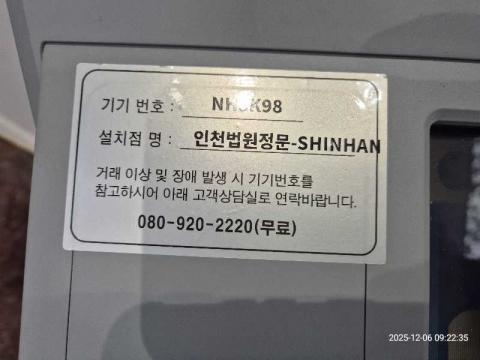 기기 번호 :
설치점 명 : 인천법원정문-SHINHAN
거래 이상 및 장애 발생 시 기기번호를
참고하시어 아래 고객상담실로 연락바랍니다.
080-920-2220(무료)
2025-12-06 09:22:35